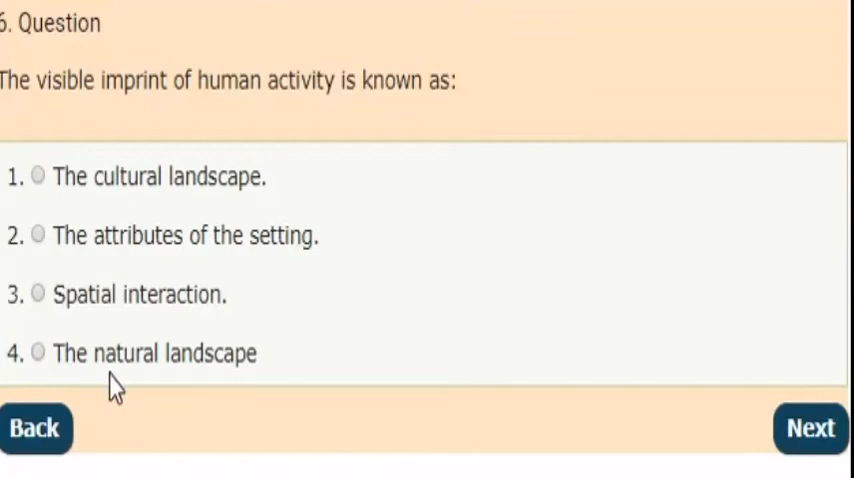 6. Question
The visible imprint of human activity is known as:
1. The cultural landscape.
2. The attributes of the setting.
3. Spatial interaction.
4. The natural landscape
Back Next